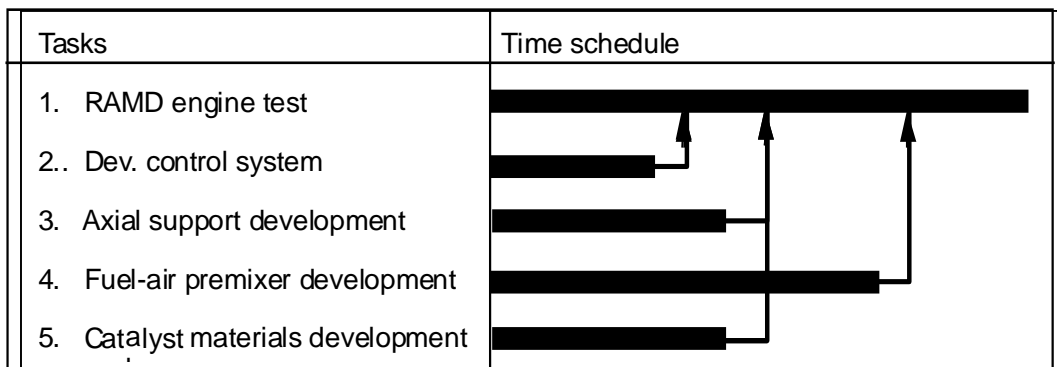 Tasks Time schedule
1. RAMD engine test
2.. Dev. control system
3. Axial support development
4. Fuel-air premixer development
5. Catalyst materials development